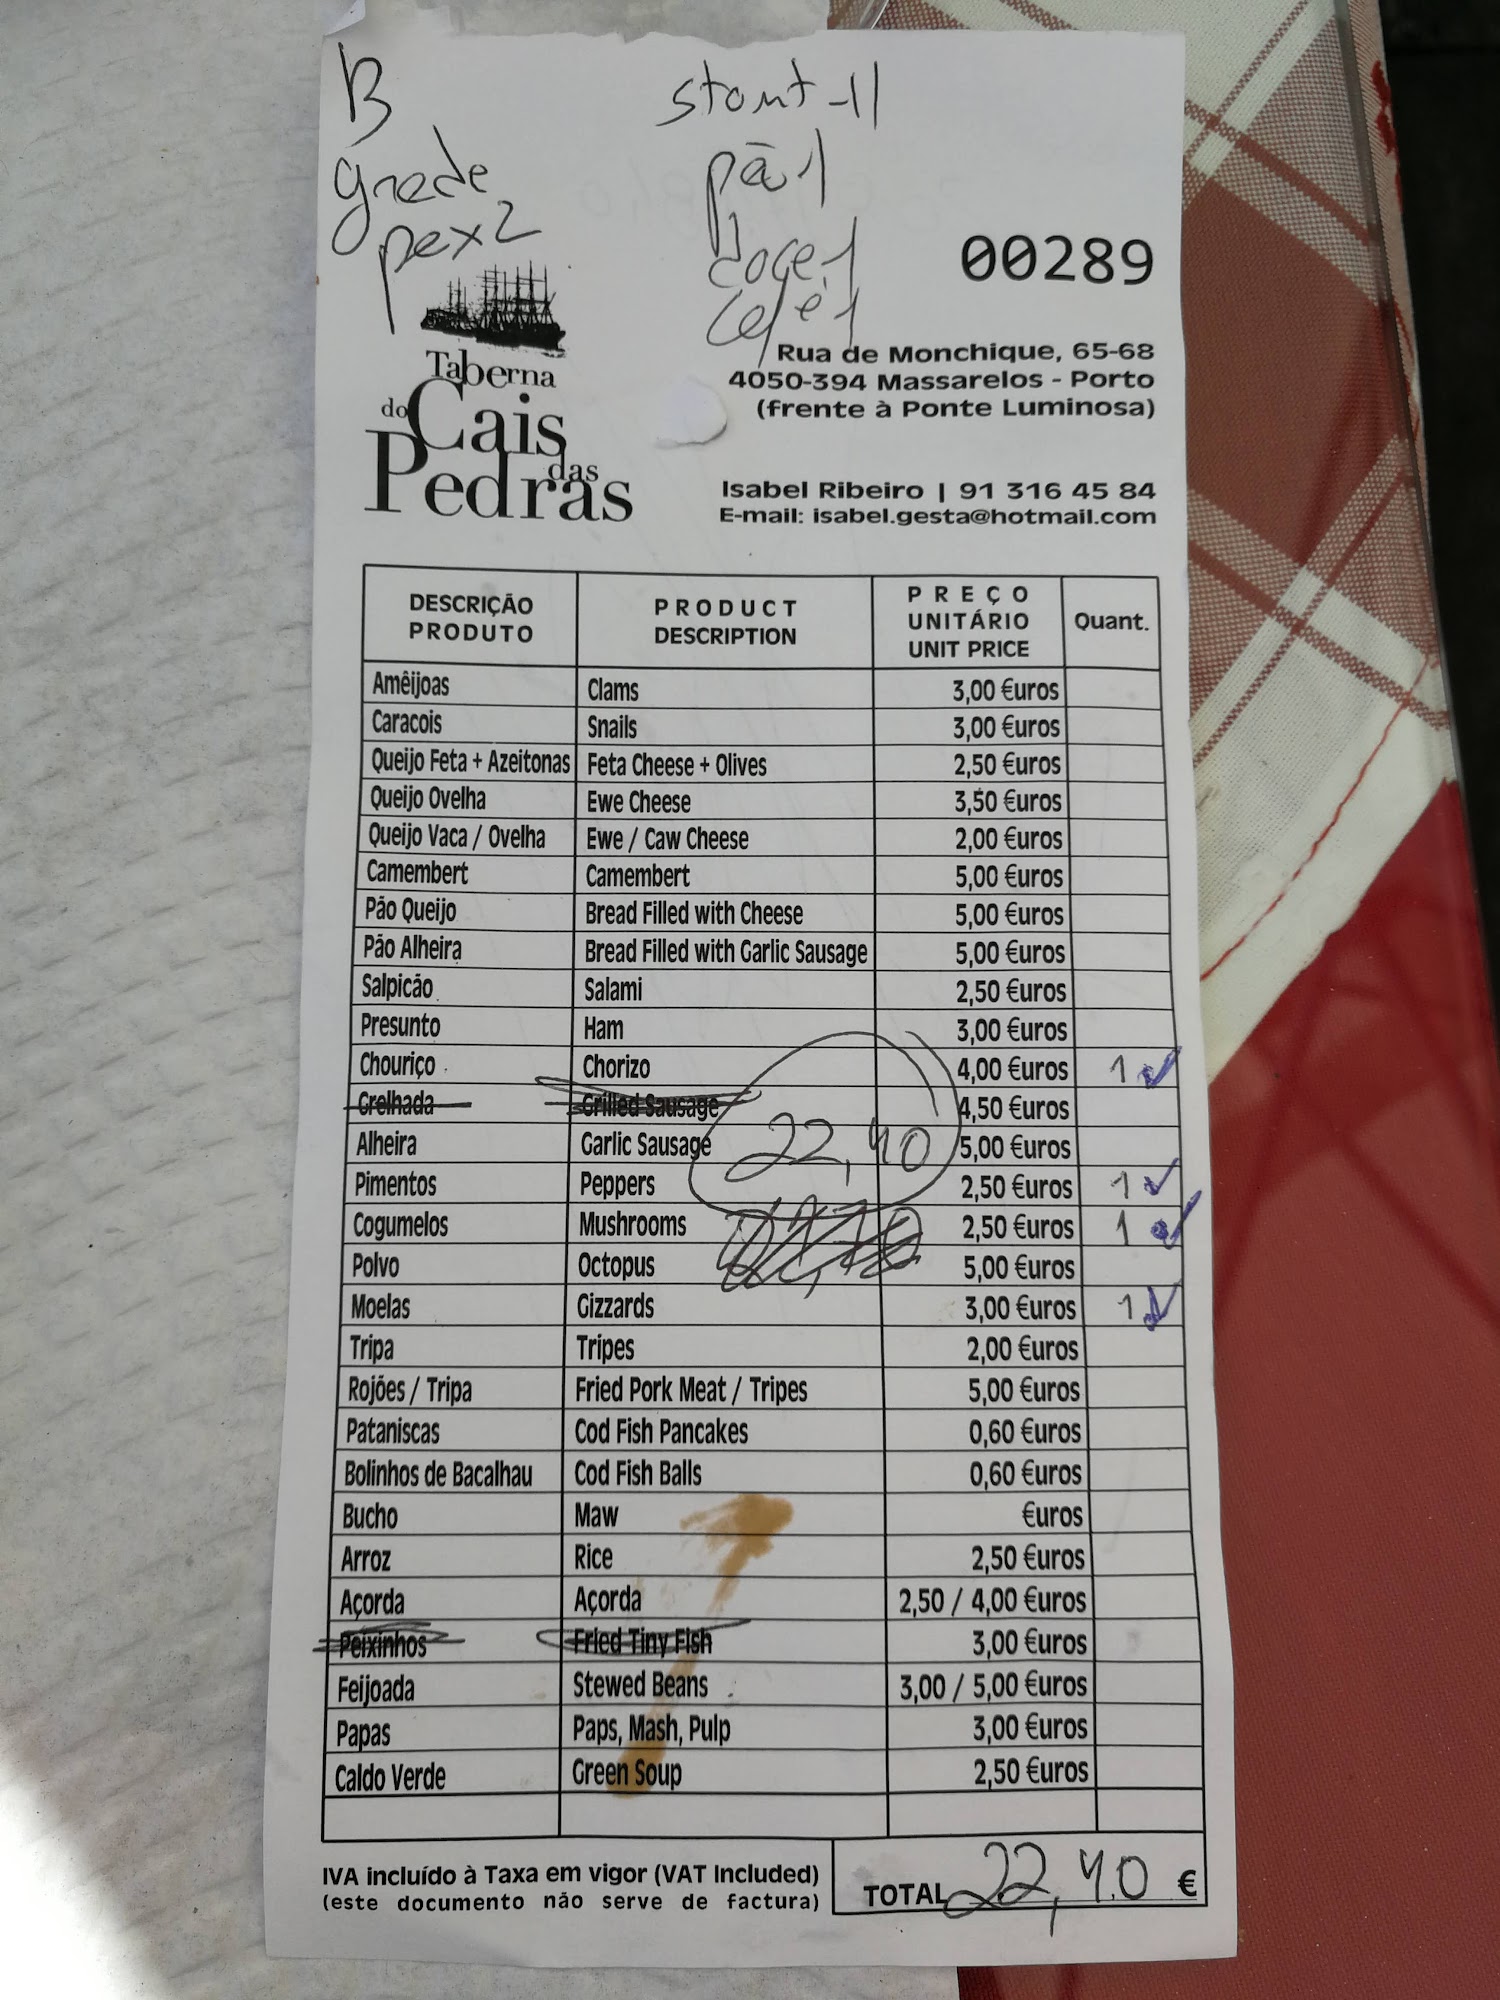 B
grade
pex2
stout-11
pã1
doce1
café1
00289
Taberna
do Cais
das
Pedras
Rua de Monchique, 65-68
4050-394 Massarelos - Porto
(frente à Ponte Luminosa)
Isabel Ribeiro | 91 316 45 84
E-mail: isabel.gesta@hotmail.com
DESCRIÇÃO PRODUTO PRODUCT DESCRIPTION PREÇO UNITÁRIO UNIT PRICE Quant.
Amêijoas Clams 3,00 €uros
Caracois Snails 3,00 €uros
Queijo Feta + Azeitonas Feta Cheese + Olives 2,50 €uros
Queijo Ovelha Ewe Cheese 3,50 €uros
Queijo Vaca / Ovelha Ewe / Caw Cheese 2,00 €uros
Camembert Camembert 5,00 €uros
Pão Queijo Bread Filled with Cheese 5,00 €uros
Pão Alheira Bread Filled with Garlic Sausage 5,00 €uros
Salpicão Salami 2,50 €uros
Presunto Ham 3,00 €uros
Chouriço Chorizo 4,00 €uros 1 ✓
Grelhada Grilled Sausage 4,50 €uros
Alheira Garlic Sausage 22,40 5,00 €uros
Pimentos Peppers 2,50 €uros 1 ✓
Cogumelos Mushrooms 2,50 €uros 1 ✓
Polvo Octopus 5,00 €uros
Moelas Gizzards 3,00 €uros 1 ✓
Tripa Tripes 2,00 €uros
Rojões / Tripa Fried Pork Meat / Tripes 5,00 €uros
Pataniscas Cod Fish Pancakes 0,60 €uros
Bolinhos de Bacalhau Cod Fish Balls 0,60 €uros
Bucho Maw €uros
Arroz Rice 2,50 €uros
Açorda Açorda 2,50 / 4,00 €uros
Peixinhos Fried Tiny Fish 3,00 €uros
Feijoada Stewed Beans 3,00 / 5,00 €uros
Papas Paps, Mash, Pulp 3,00 €uros
Caldo Verde Green Soup 2,50 €uros
IVA incluído à Taxa em vigor (VAT Included)
(este documento não serve de factura)
TOTAL 22,40 €